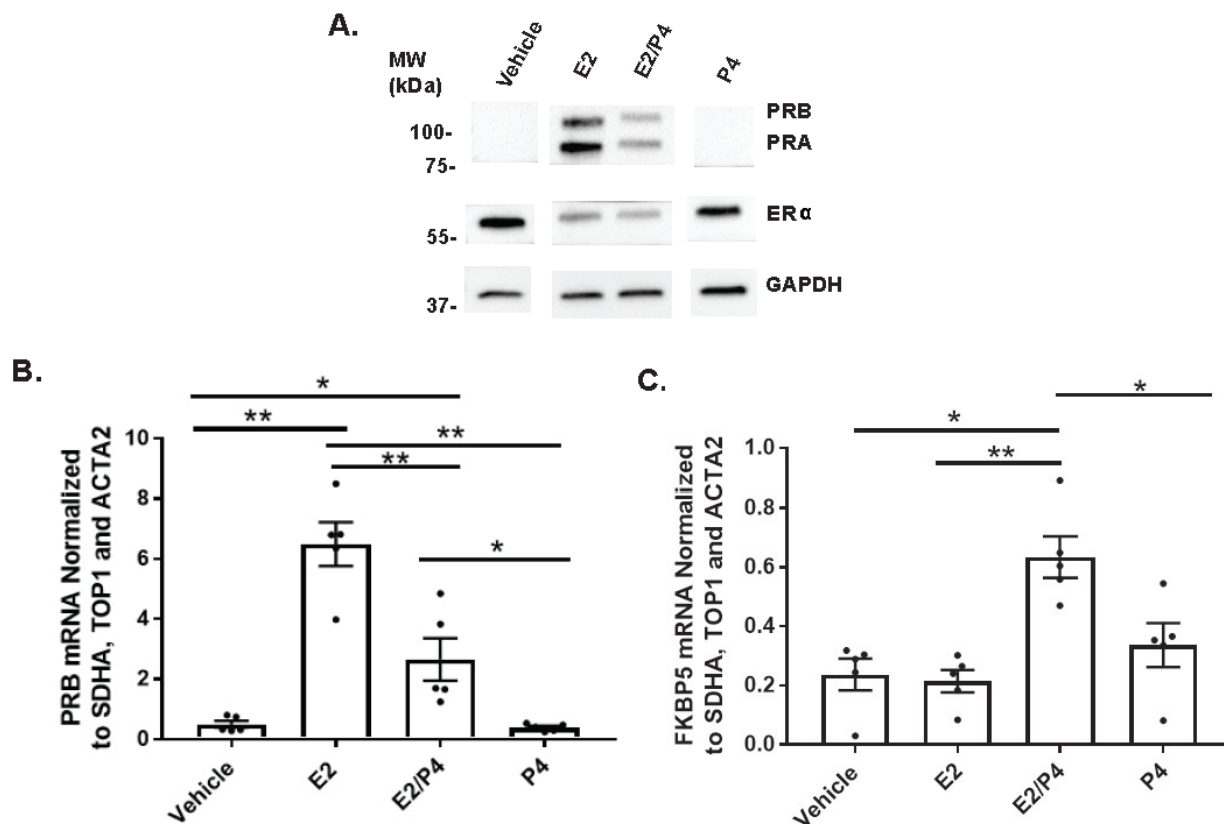 A.
MW
(kDa)
Vehicle
E2
E2/P4
P4
100-
75-
PRB
PRA
55-
ERα
37-
GAPDH
B.
PRB mRNA Normalized
to SDHA, TOP1 and ACTA2
10
8
6
4
2
0
*
**
**
**
*
Vehicle
E2
E2/P4
P4
C.
FKBP5 mRNA Normalized
to SDHA, TOP1 and ACTA2
1.0
0.8
0.6
0.4
0.2
0.0
*
*
**
Vehicle
E2
E2/P4
P4